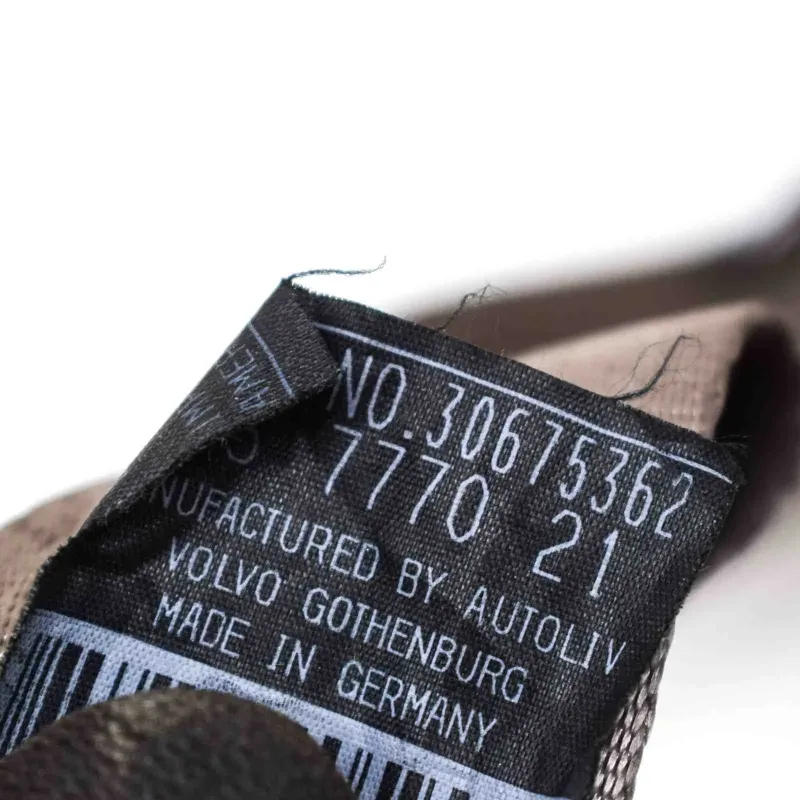 NO.30675362
7770 21
NUFACTURED BY AUTOLIV
VOLVO GOTHENBURG
MADE IN GERMANY